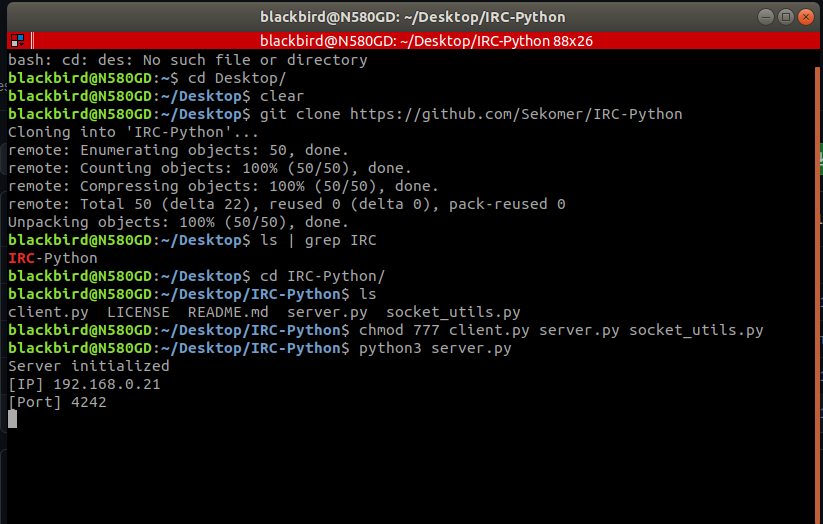 blackbird@N580GD: ~/Desktop/IRC-Python
blackbird@N580GD: ~/Desktop/IRC-Python 88x26
bash: cd: des: No such file or directory
blackbird@N580GD:~$ cd Desktop/
blackbird@N580GD:~/Desktop$ clear
blackbird@N580GD:~/Desktop$ git clone https://github.com/Sekomer/IRC-Python
Cloning into 'IRC-Python'...
remote: Enumerating objects: 50, done.
remote: Counting objects: 100% (50/50), done.
remote: Compressing objects: 100% (50/50), done.
remote: Total 50 (delta 22), reused 0 (delta 0), pack-reused 0
Unpacking objects: 100% (50/50), done.
blackbird@N580GD:~/Desktop$ ls | grep IRC
IRC-Python
blackbird@N580GD:~/Desktop$ cd IRC-Python/
blackbird@N580GD:~/Desktop/IRC-Python$ ls
client.py  LICENSE  README.md  server.py  socket_utils.py
blackbird@N580GD:~/Desktop/IRC-Python$ chmod 777 client.py server.py socket_utils.py
blackbird@N580GD:~/Desktop/IRC-Python$ python3 server.py
Server initialized
[IP] 192.168.0.21
[Port] 4242